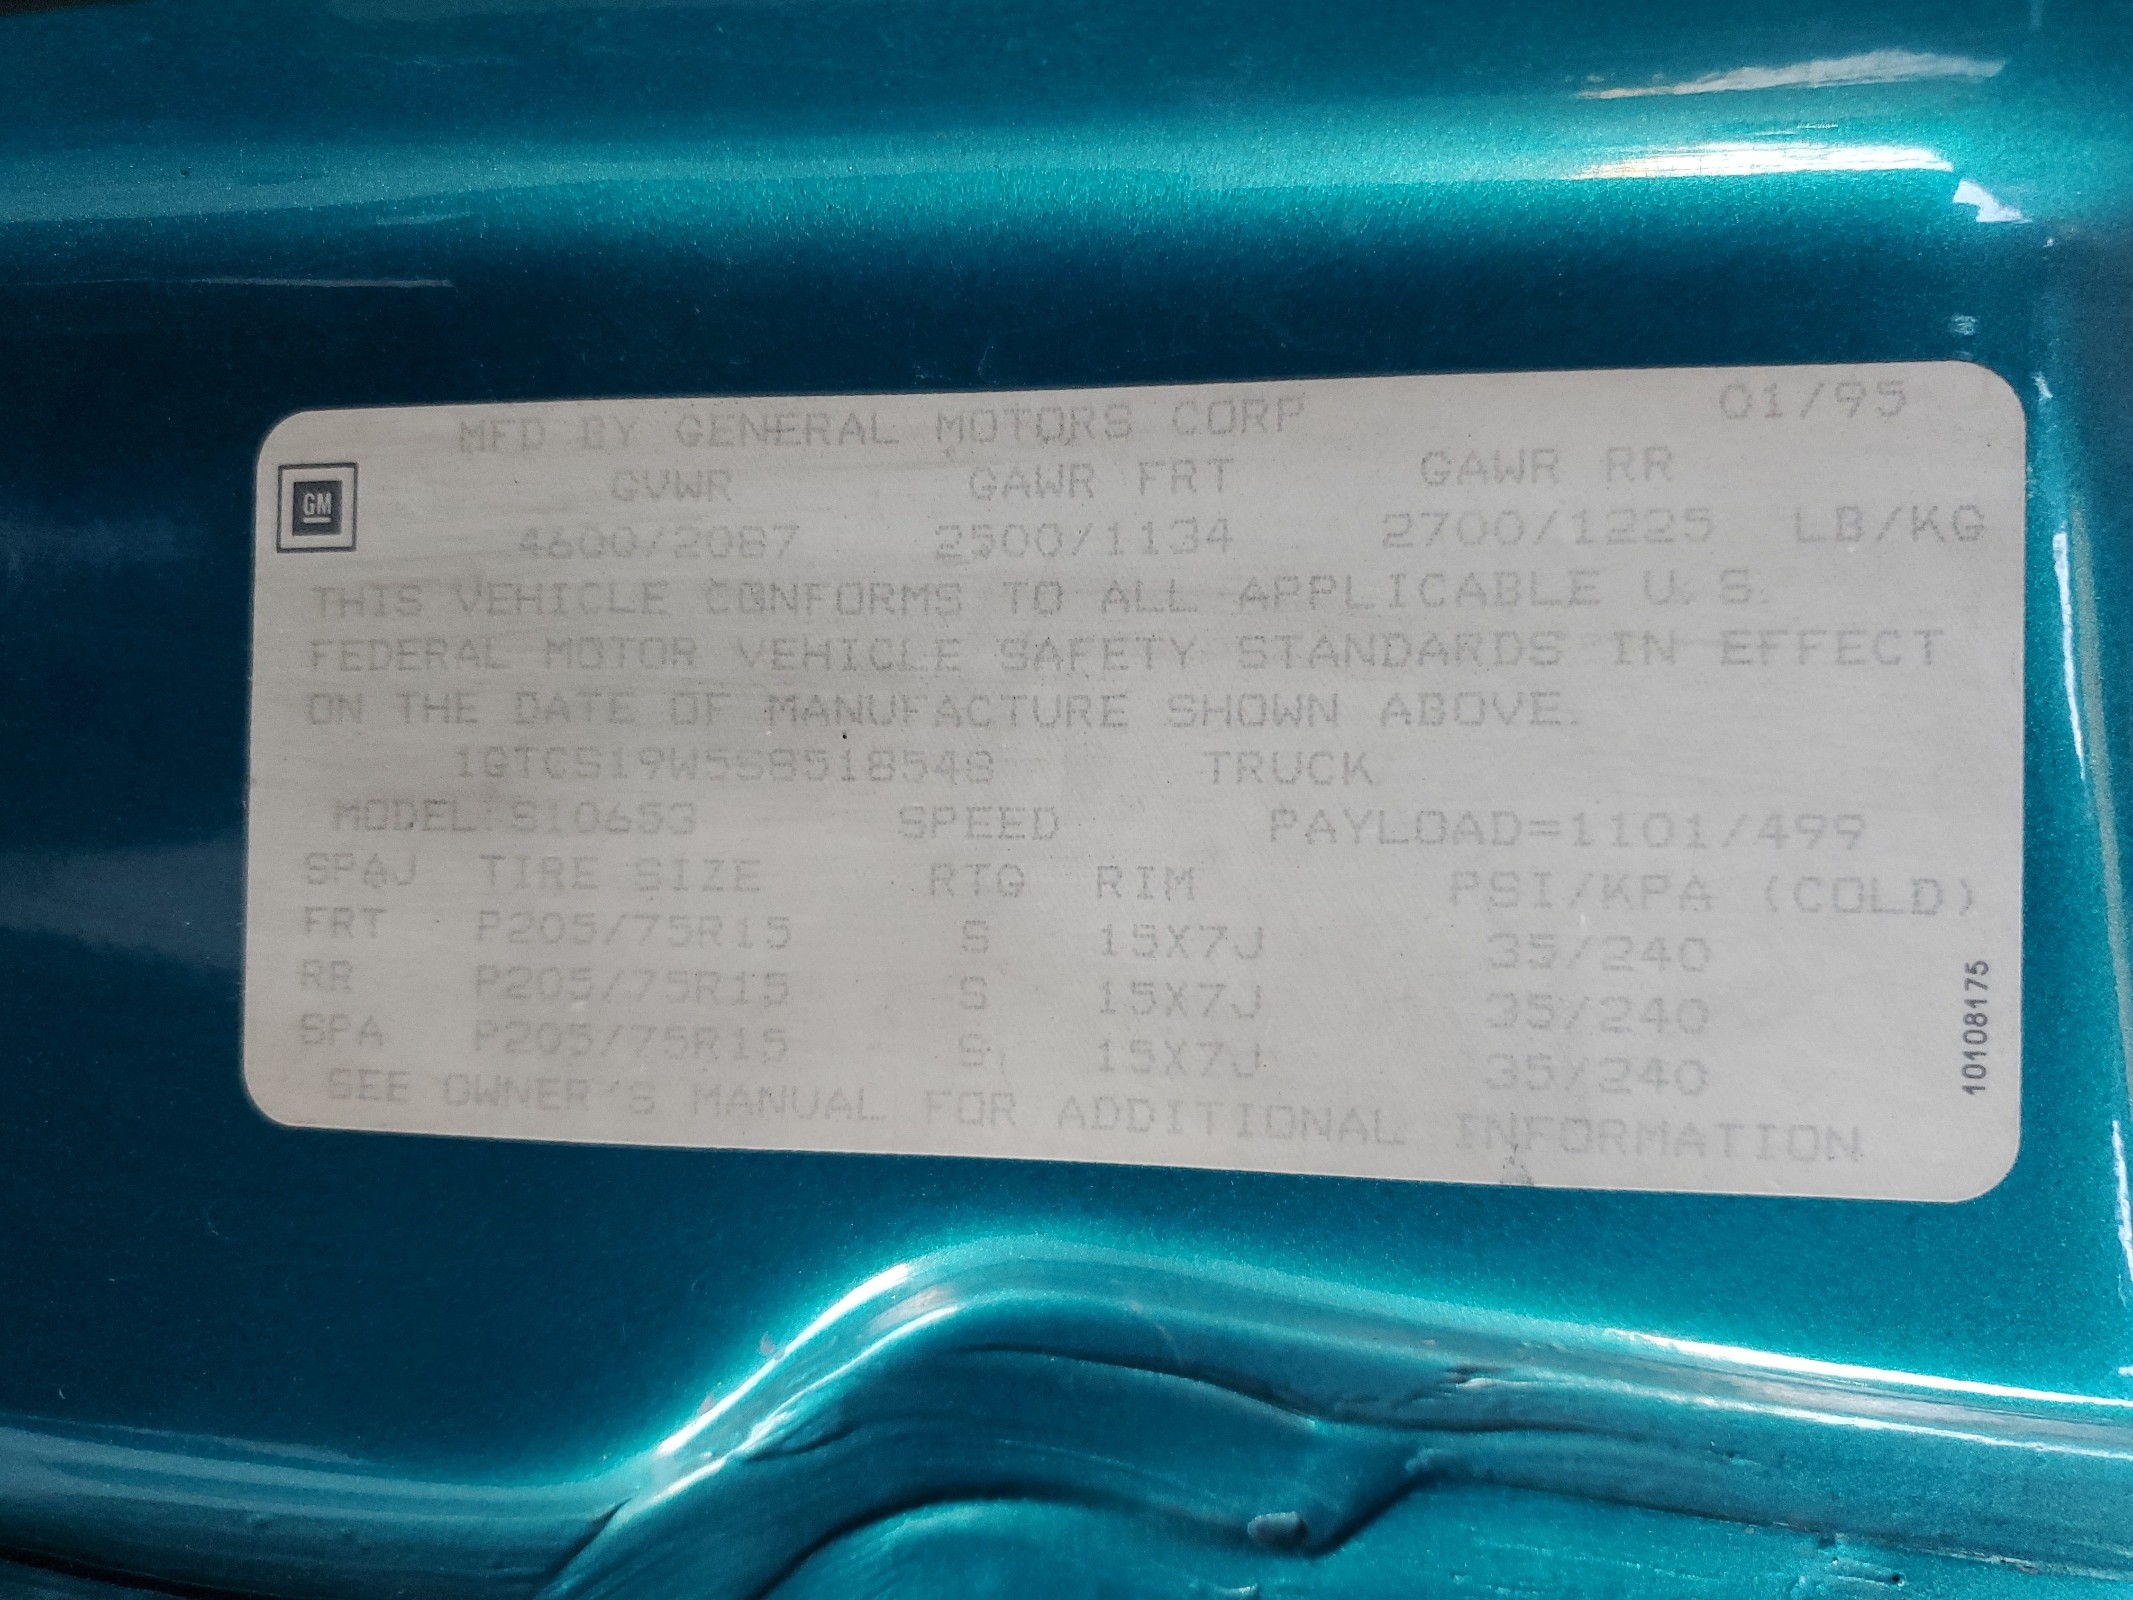 MFD BY GENERAL MOTORS CORP 01/95
GM
GVWR GAWR FRT GAWR RR
4600/2087 2500/1134 2700/1225 LB/KG
THIS VEHICLE CONFORMS TO ALL APPLICABLE U.S.
FEDERAL MOTOR VEHICLE SAFETY STANDARDS IN EFFECT
ON THE DATE OF MANUFACTURE SHOWN ABOVE.
1GTCS19W5S8518548 TRUCK
MODEL:S10653 SPEED PAYLOAD=1101/499
SPAJ TIRE SIZE RTG RIM PSI/KPA (COLD)
FRT P205/75R15 S 15X7J 35/240
RR P205/75R15 S 15X7J 35/240
SPA P205/75R15 S 15X7J 35/240
SEE OWNER'S MANUAL FOR ADDITIONAL INFORMATION
10108175